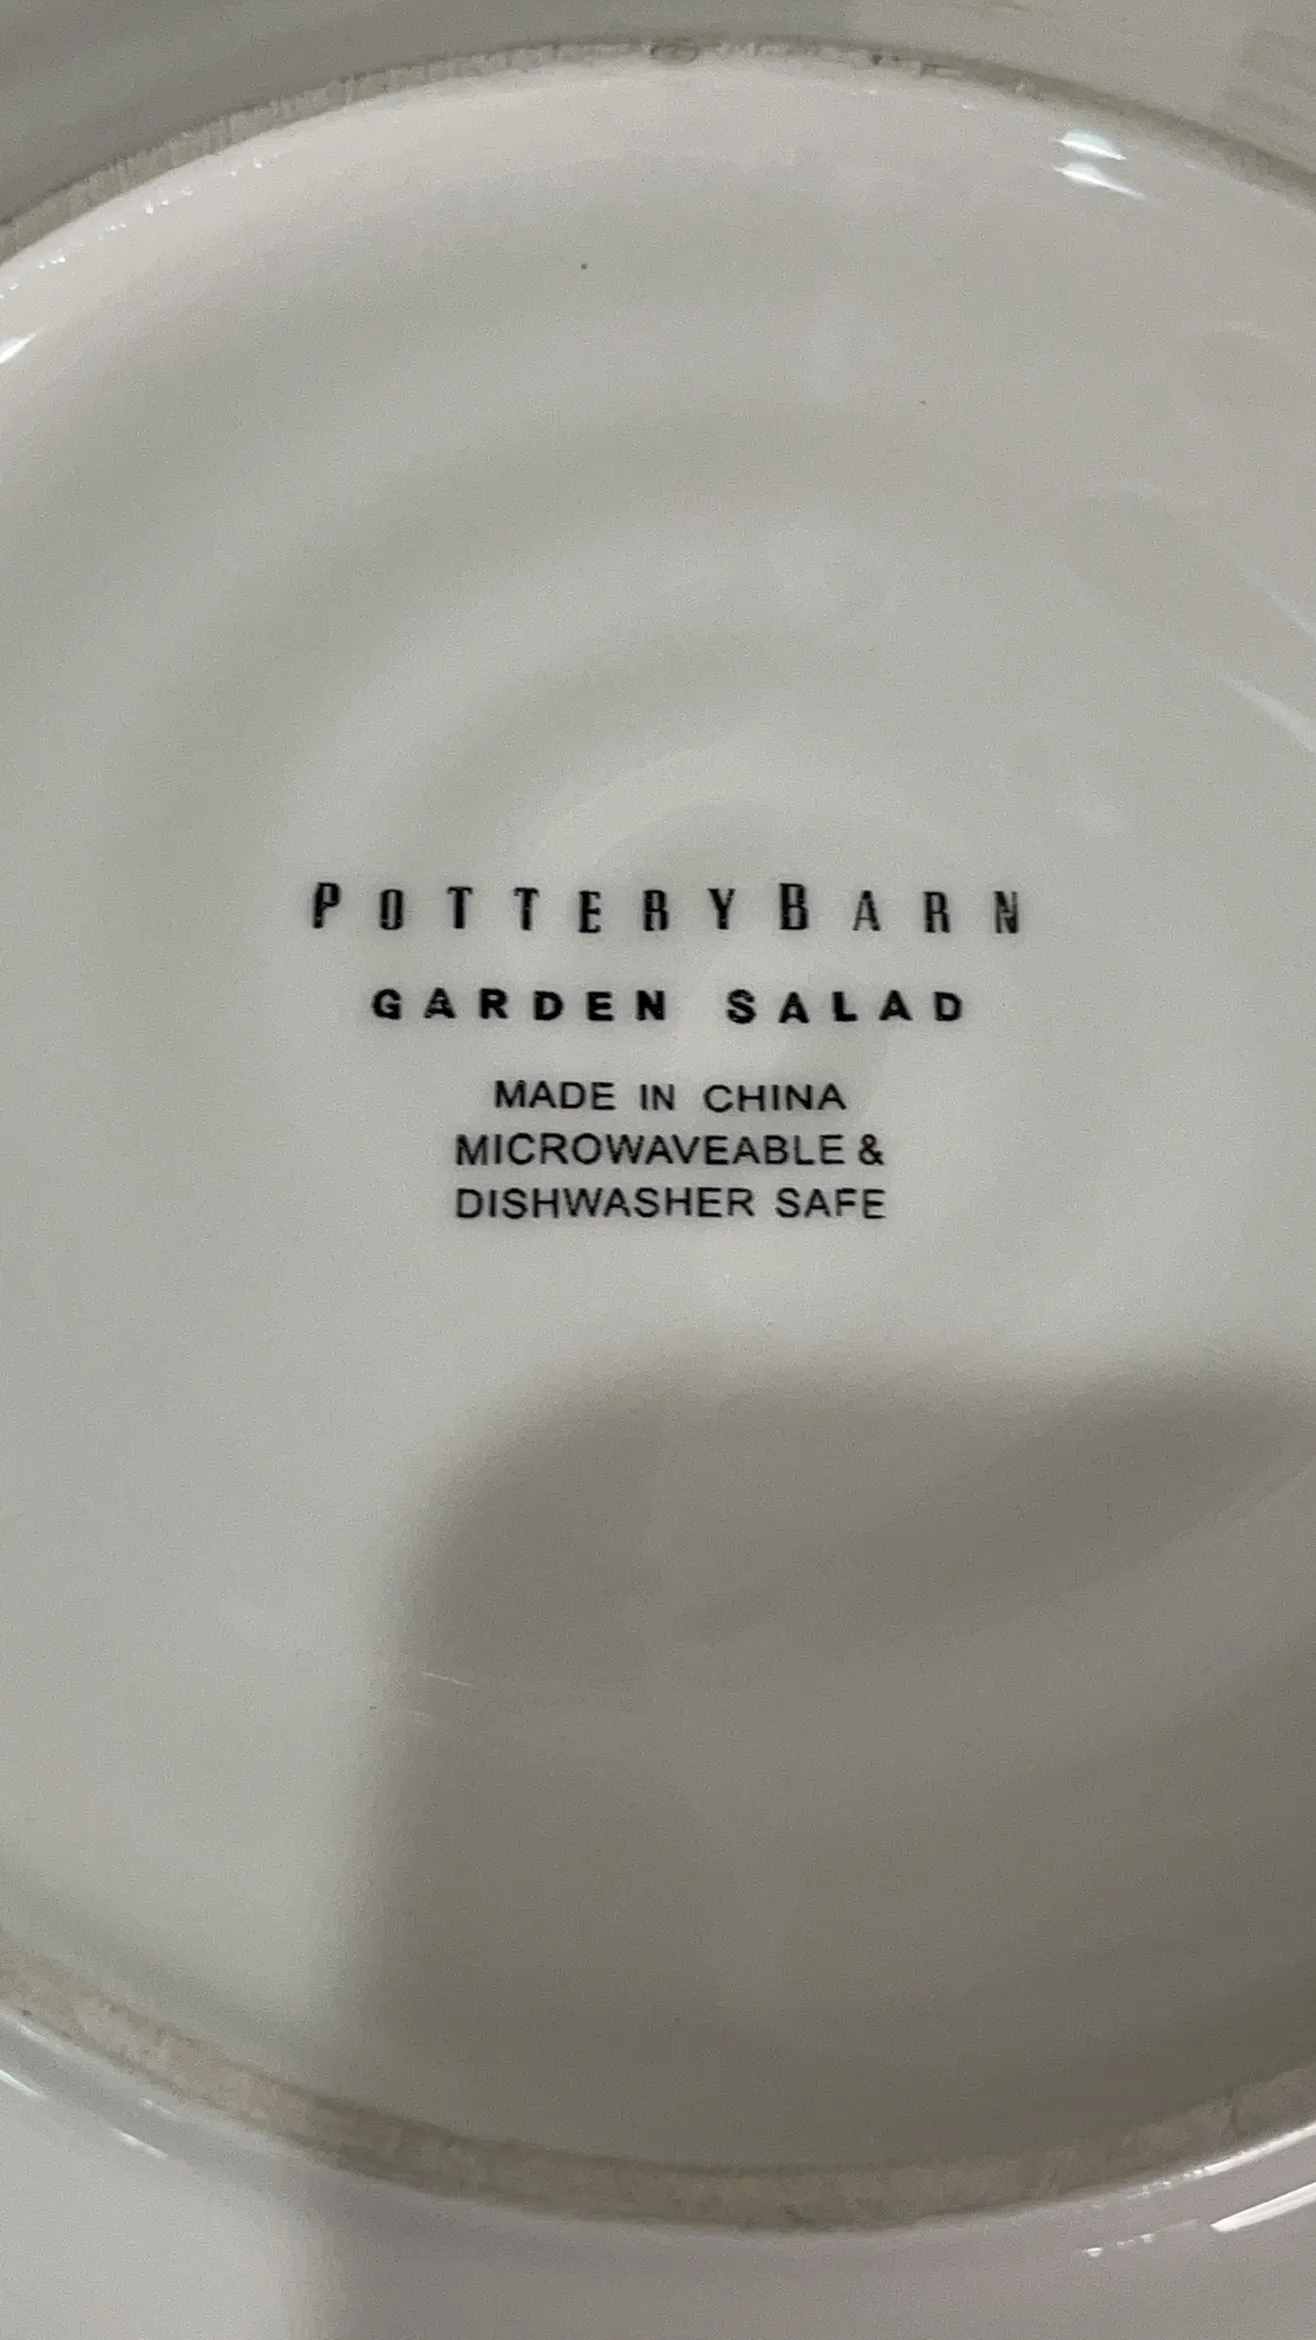 POTTERYBARN
GARDEN SALAD
MADE IN CHINA
MICROWAVEABLE &
DISHWASHER SAFE